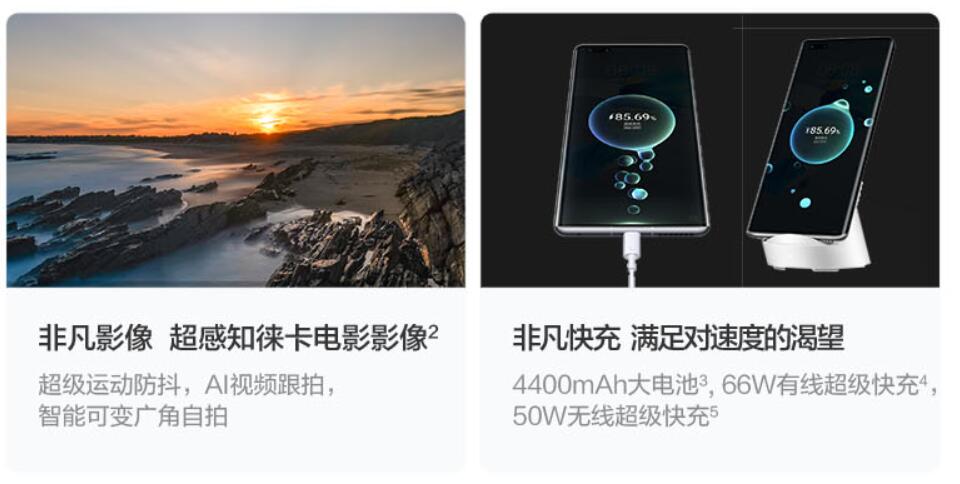 非凡影像 超感知徕卡电影影像2
超级运动防抖，AI视频跟拍，
智能可变广角自拍
85.69%
85.69%
非凡快充 满足对速度的渴望
4400mAh大电池3, 66W有线超级快充4,
50W无线超级快充5